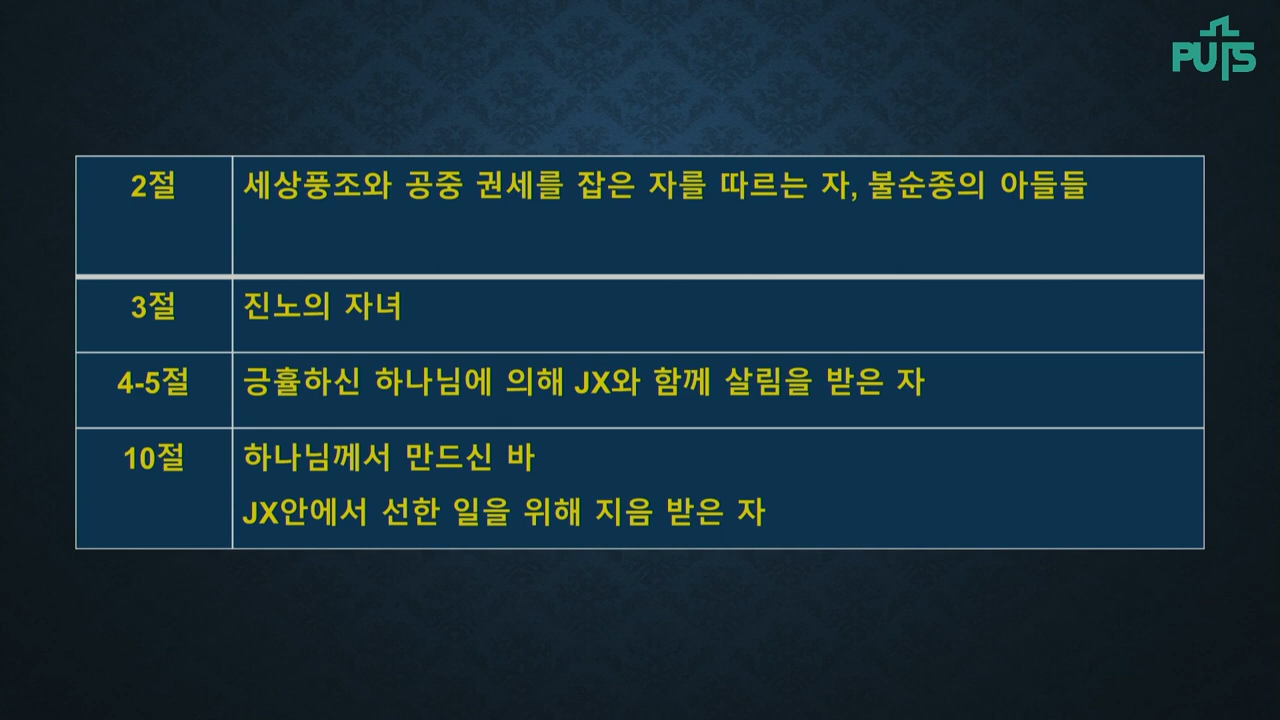 PUTS
2절 세상풍조와 공중 권세를 잡은 자를 따르는 자, 불순종의 아들들
3절 진노의 자녀
4-5절 긍휼하신 하나님에 의해 JX와 함께 살림을 받은 자
10절 하나님께서 만드신 바
JX안에서 선한 일을 위해 지음 받은 자